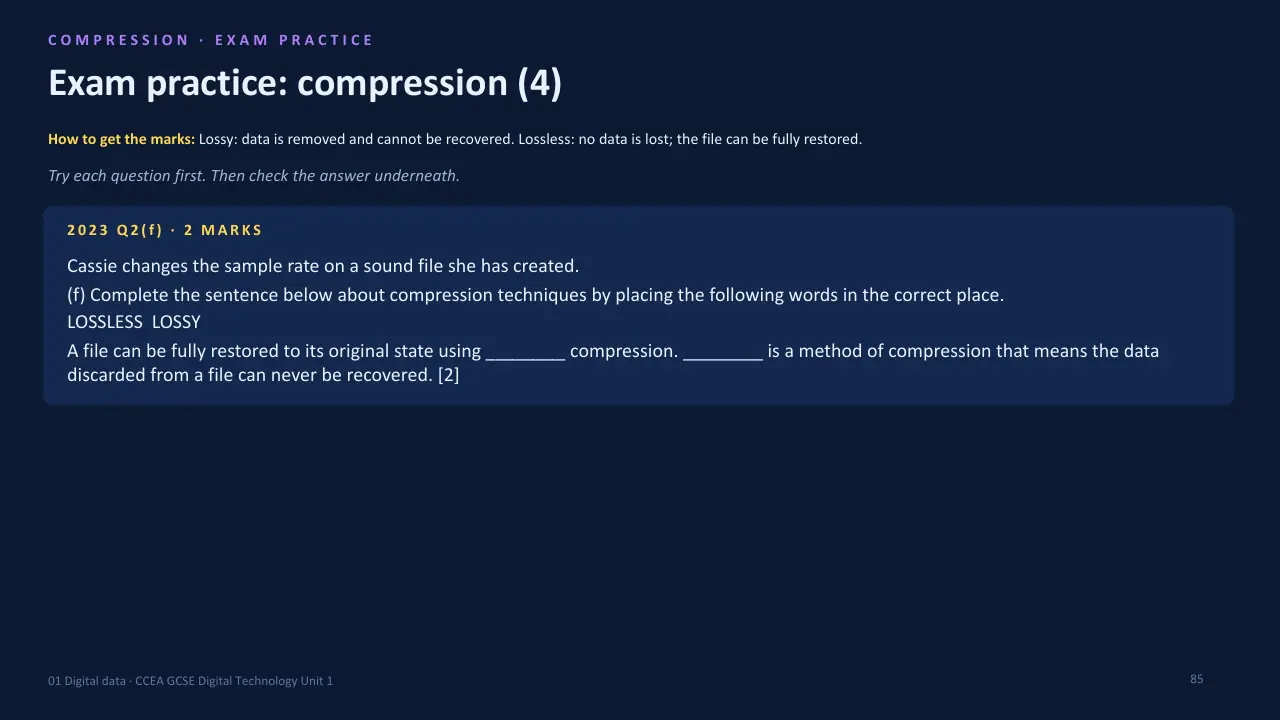 COMPRESSION · EXAM PRACTICE
Exam practice: compression (4)
How to get the marks: Lossy: data is removed and cannot be recovered. Lossless: no data is lost; the file can be fully restored.
Try each question first. Then check the answer underneath.
2023 Q2(f) · 2 MARKS
Cassie changes the sample rate on a sound file she has created.
(f) Complete the sentence below about compression techniques by placing the following words in the correct place.
LOSSLESS  LOSSY
A file can be fully restored to its original state using ________ compression. ________ is a method of compression that means the data
discarded from a file can never be recovered. [2]
01 Digital data · CCEA GCSE Digital Technology Unit 1
85